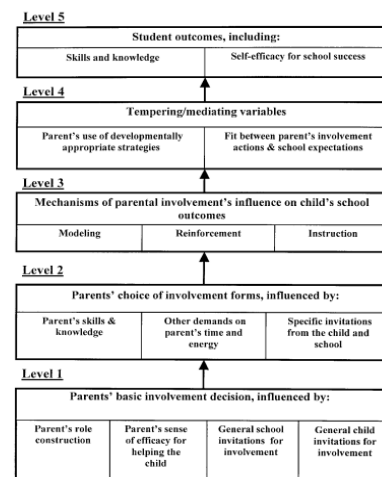 Level 5
Student outcomes, including:
Skills and knowledge
Self-efficacy for school success
Level 4
Tempering/mediating variables
Parent's use of developmentally
appropriate strategies
Fit between parent's involvement
actions & school expectations
Level 3
Mechanisms of parental involvement's influence on child's school
outcomes
Modeling
Reinforcement
Instruction
Level 2
Parents' choice of involvement forms, influenced by:
Parent's skills &
knowledge
Other demands on
parent's time and
energy
Specific invitations
from the child and
school
Level 1
Parents' basic involvement decision, influenced by:
Parent's role
construction
Parent's sense
of efficacy for
helping the
child
General school
invitations for
involvement
General child
invitations for
involvement